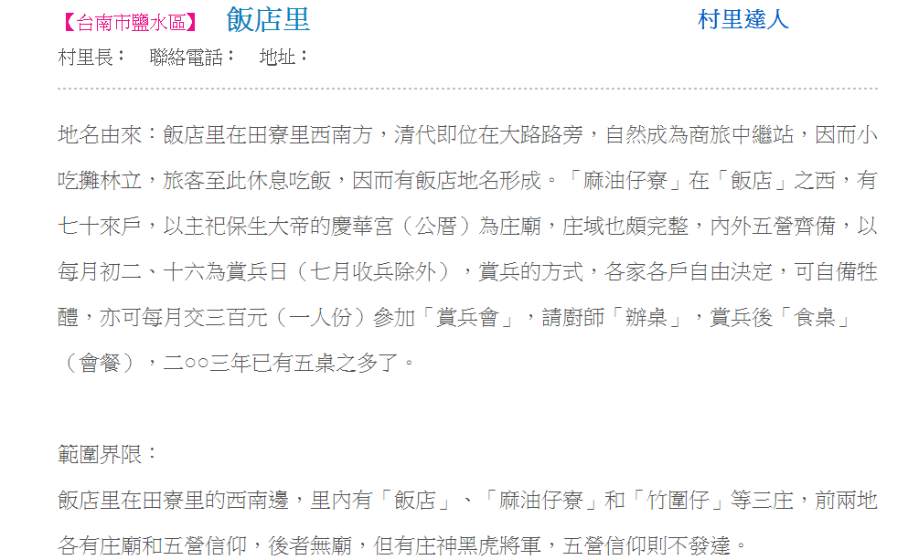 【台南市鹽水區】 飯店里 村里達人
村里長： 聯絡電話： 地址：
地名由來：飯店里在田寮里西南方，清代即位在大路路旁，自然成為商旅中繼站，因而小
吃攤林立，旅客至此休息吃飯，因而有飯店地名形成。「麻油仔寮」在「飯店」之西，有
七十來戶，以主祀保生大帝的慶華宮（公厝）為庄廟，庄域也頗完整，內外五營齊備，以
每月初二、十六為賞兵日（七月收兵除外），賞兵的方式，各家各戶自由決定，可自備牲
醴，亦可每月交三百元（一人份）參加「賞兵會」，請廚師「辦桌」，賞兵後「食桌」
（會餐），二○○三年已有五桌之多了。
範圍界限：
飯店里在田寮里的西南邊，里內有「飯店」、「麻油仔寮」和「竹圍仔」等三庄，前兩地
各有庄廟和五營信仰，後者無廟，但有庄神黑虎將軍，五營信仰則不發達。